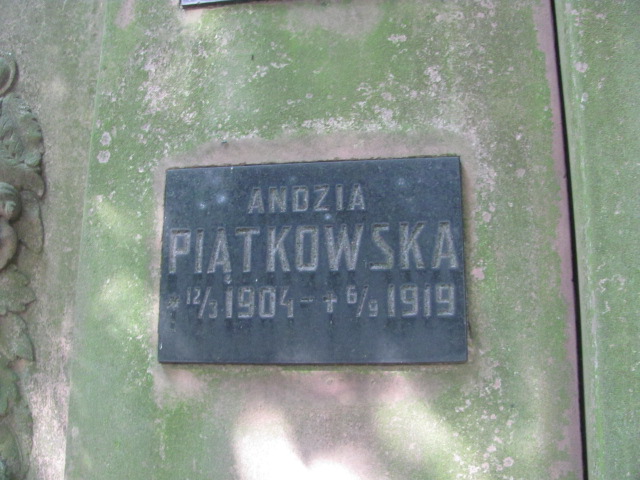 ANDZIA
PIĄTKOWSKA
* 12/3 1904 - + 6/9 1919